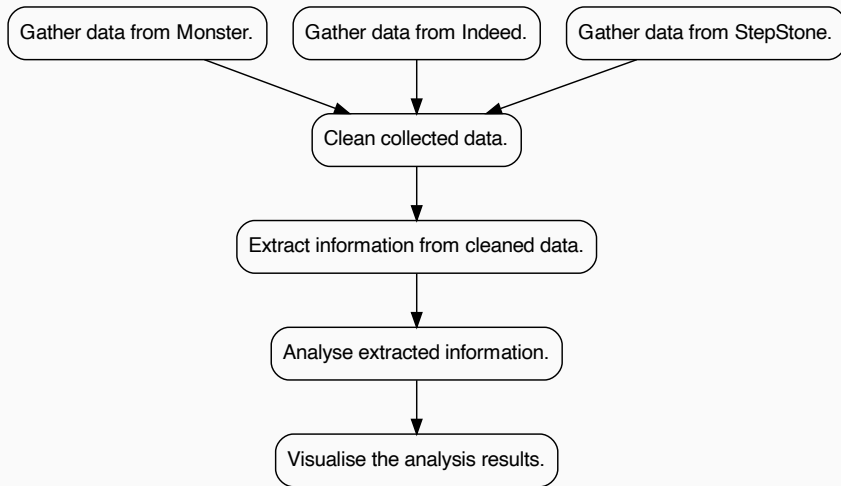 Gather data from Monster.
Gather data from Indeed.
Gather data from StepStone.
Clean collected data.
Extract information from cleaned data.
Analyse extracted information.
Visualise the analysis results.